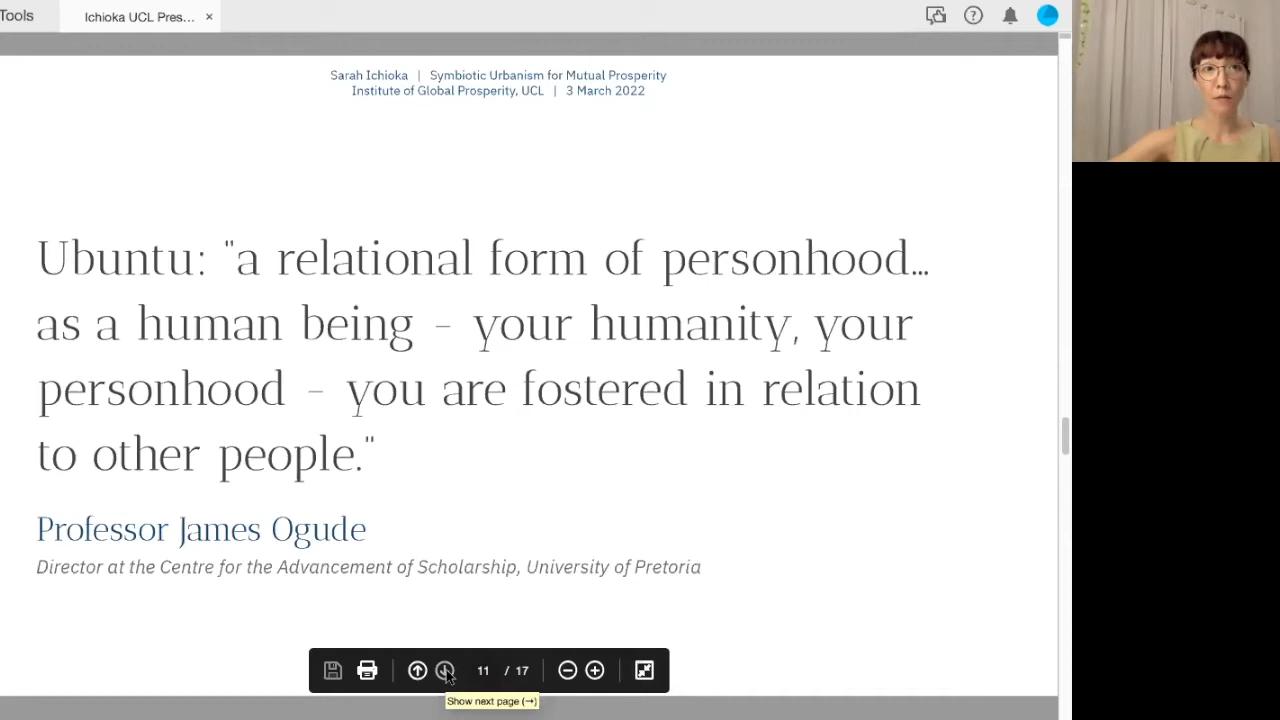 Tools
Ichioka UCL Pres... ×
Sarah Ichioka | Symbiotic Urbanism for Mutual Prosperity
Institute of Global Prosperity, UCL | 3 March 2022
Ubuntu: "a relational form of personhood...
as a human being - your humanity, your
personhood - you are fostered in relation
to other people."
Professor James Ogude
Director at the Centre for the Advancement of Scholarship, University of Pretoria
11 / 17
Show next page (→)